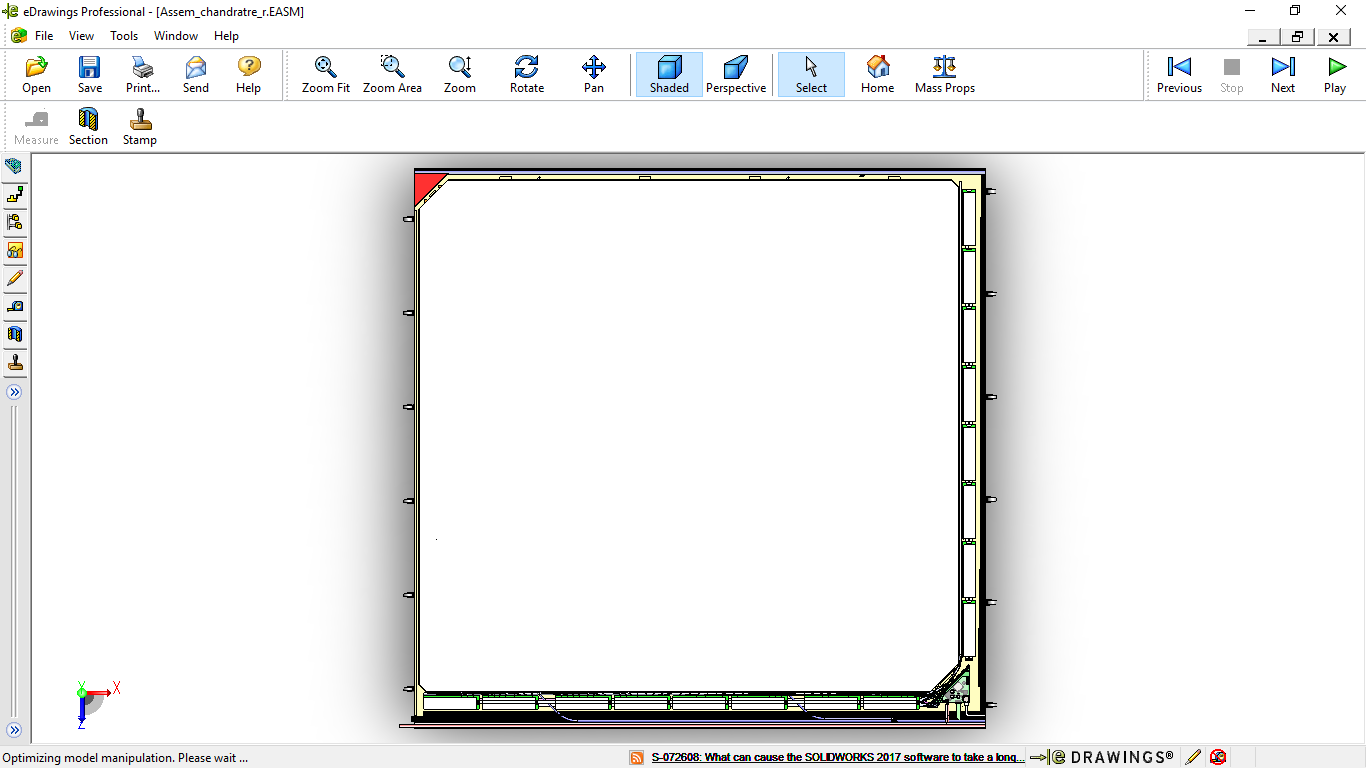 eDrawings Professional - [Assem_chandratre_r.EASM]
File View Tools Window Help
Open Save Print... Send Help Zoom Fit Zoom Area Zoom Rotate Pan Shaded Perspective Select Home Mass Props Previous Stop Next Play
Measure Section Stamp
Y X
Z
Optimizing model manipulation. Please wait ... S-072608: What can cause the SOLIDWORKS 2017 software to take a long... e DRAWINGS®